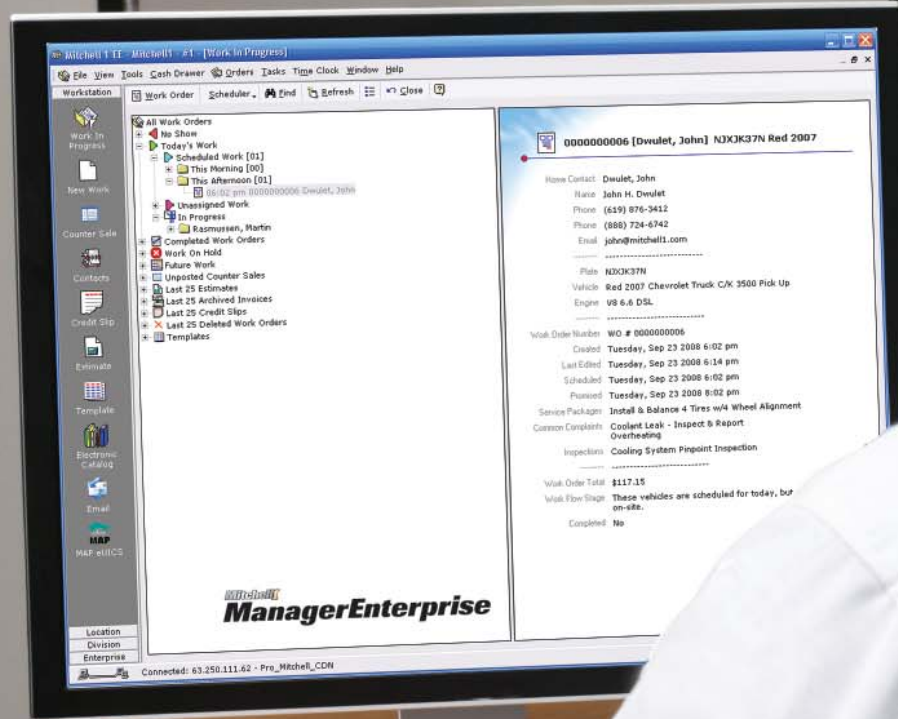 Mitchell 1 TE - Mitchell1 - #1 - [Work In Progress]
File View Tools Cash Drawer Orders Tasks Time Clock Window Help
Workstation
Work Order Scheduler Find Refresh Close
Work In
Progress
New Work
Counter Sale
Contacts
Credit Slip
Estimate
Template
Electronic
Catalog
Email
MAP
MAP eUICS
Location
Division
Enterprise
All Work Orders
No Show
Today's Work
Scheduled Work [01]
This Morning [00]
This Afternoon [01]
06:02 pm 0000000006 Dwulet, John
Unassigned Work
In Progress
Rasmussen, Martin
Completed Work Orders
Work On Hold
Future Work
Unposted Counter Sales
Last 25 Estimates
Last 25 Archived Invoices
Last 25 Credit Slips
Last 25 Deleted Work Orders
Templates
Mitchell1
ManagerEnterprise
0000000006 [Dwulet, John] NJXJK37N Red 2007
Home Contact Dwulet, John
Name John H. Dwulet
Phone (619) 876-3412
Phone (888) 724-6742
Email john@mitchell1.com
Plate NJXJK37N
Vehicle Red 2007 Chevrolet Truck C/K 3500 Pick Up
Engine V8 6.6 DSL
Work Order Number WO # 0000000006
Created Tuesday, Sep 23 2008 6:02 pm
Last Edited Tuesday, Sep 23 2008 6:14 pm
Scheduled Tuesday, Sep 23 2008 6:02 pm
Promised Tuesday, Sep 23 2008 8:02 pm
Service Packages Install & Balance 4 Tires w/4 Wheel Alignment
Common Complaints Coolant Leak - Inspect & Report
Overheating
Inspections Cooling System Pinpoint Inspection
Work Order Total $117.15
Work Flow Stage These vehicles are scheduled for today, but
on-site.
Completed No
Connected: 63.250.111.62 - Pro_Mitchell_CDN